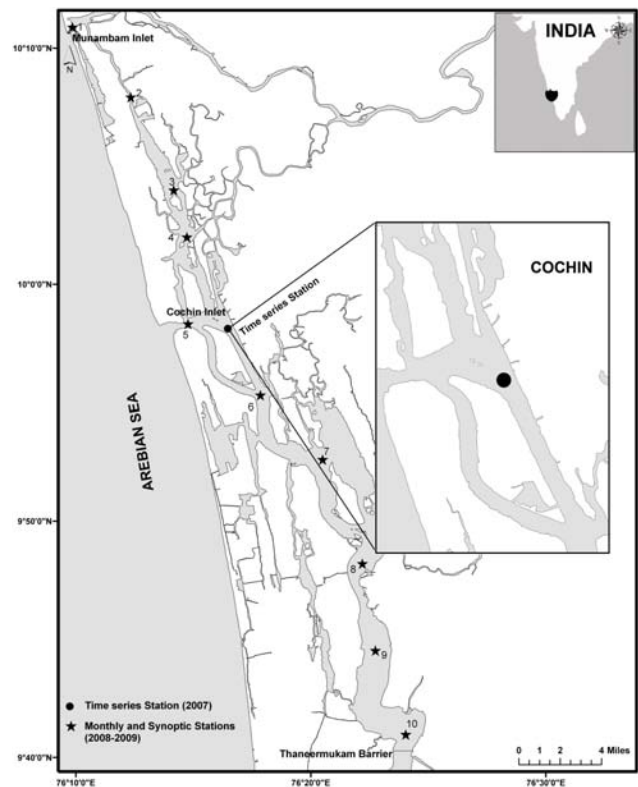 10°10'0"N
1
Munambam Inlet
N
INDIA
2
3
4
10°0'0"N
COCHIN
Cochin Inlet
Time series Station
5
6
AREBIAN SEA
7
9°50'0"N
8
9
Time series Station (2007)
10
Monthly and Synoptic Stations
(2008-2009)
Thaneermukam Barrier
0 1 2 4 Miles
9°40'0"N
76°10'0"E
76°20'0"E
76°30'0"E